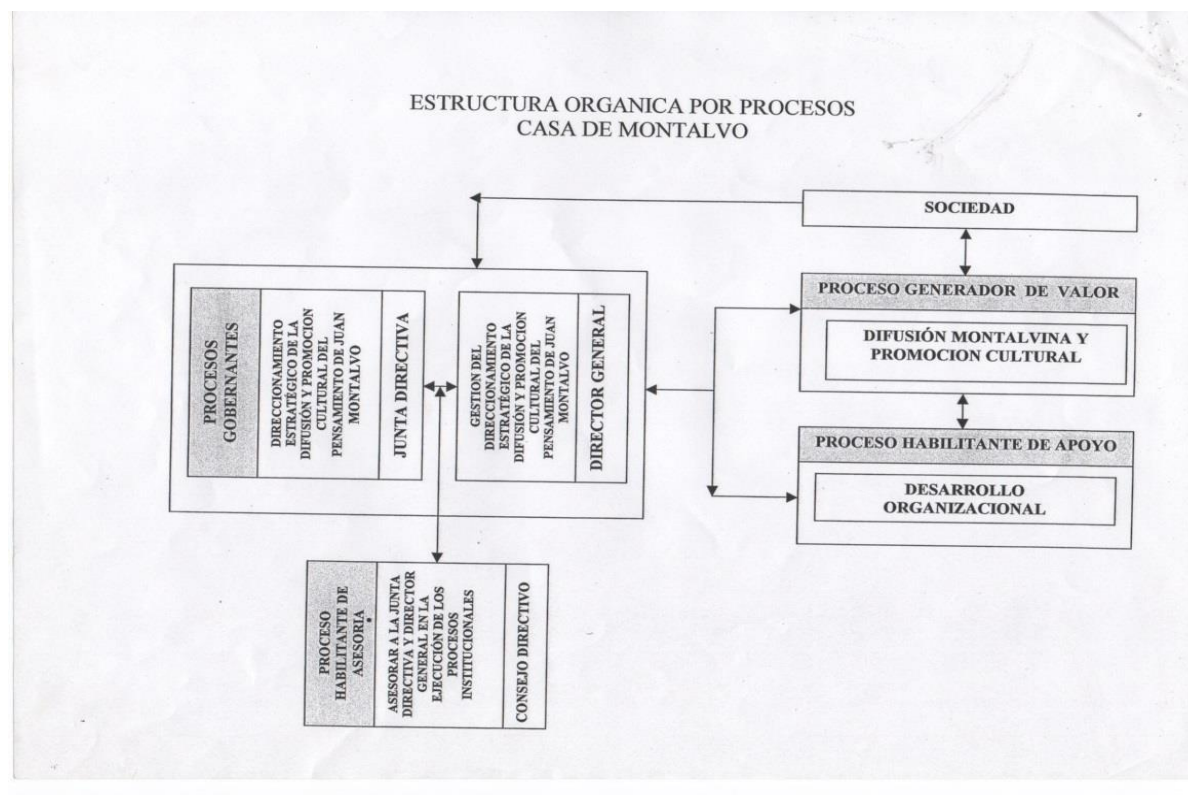 ESTRUCTURA ORGANICA POR PROCESOS
CASA DE MONTALVO
SOCIEDAD
PROCESOS
GOBERNANTES
DIRECCIONAMIENTO
ESTRATÉGICO DE LA
DIFUSIÓN Y PROMOCION
CULTURAL DEL
PENSAMIENTO DE JUAN
MONTALVO
JUNTA DIRECTIVA
GESTION DEL
DIRECCIONAMIENTO
ESTRATÉGICO DE LA
DIFUSIÓN Y PROMOCION
CULTURAL DEL
PENSAMIENTO DE JUAN
MONTALVO
DIRECTOR GENERAL
PROCESO GENERADOR DE VALOR
DIFUSIÓN MONTALVINA Y
PROMOCION CULTURAL
PROCESO HABILITANTE DE APOYO
DESARROLLO
ORGANIZACIONAL
PROCESO
HABILITANTE DE
ASESORIA
ASESORAR A LA JUNTA
DIRECTIVA Y DIRECTOR
GENERAL EN LA
EJECUCIÓN DE LOS
PROCESOS
INSTITUCIONALES
CONSEJO DIRECTIVO